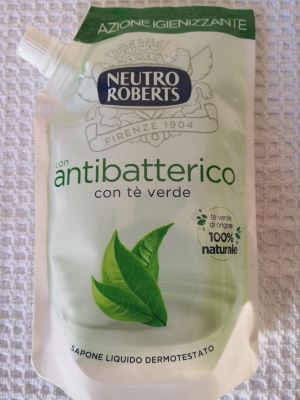 AZIONE IGIENIZZANTE
NEUTRO
ROBERTS
FIRENZE 1904
con
antibatterico
con tè verde
tè verde
di origine
100%
naturale
SAPONE LIQUIDO DERMOTESTATO